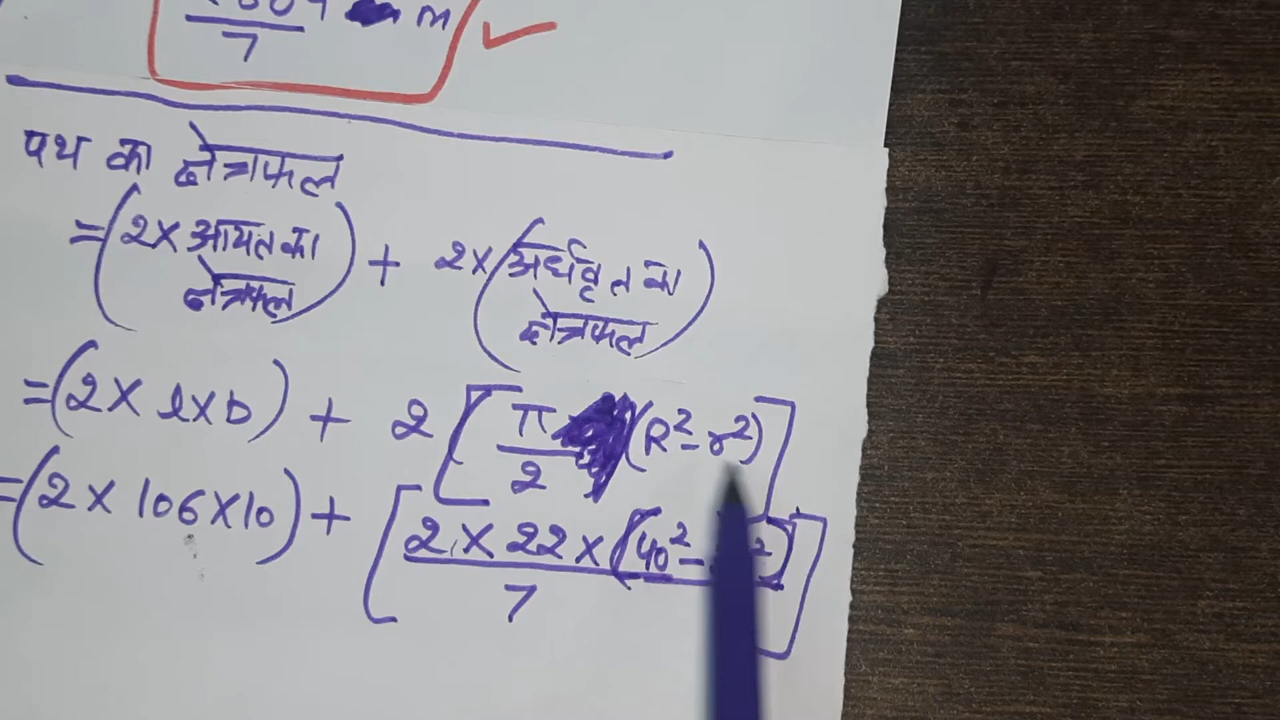 7 m
पथ का क्षेत्रफल
=(2× आयत का क्षेत्रफल) + 2×(अर्धवृत का क्षेत्रफल)
=(2× l×b) + 2[π/2 (R²-r²)]
=(2× 106×10) + [2×22×(40²- ²)/7]